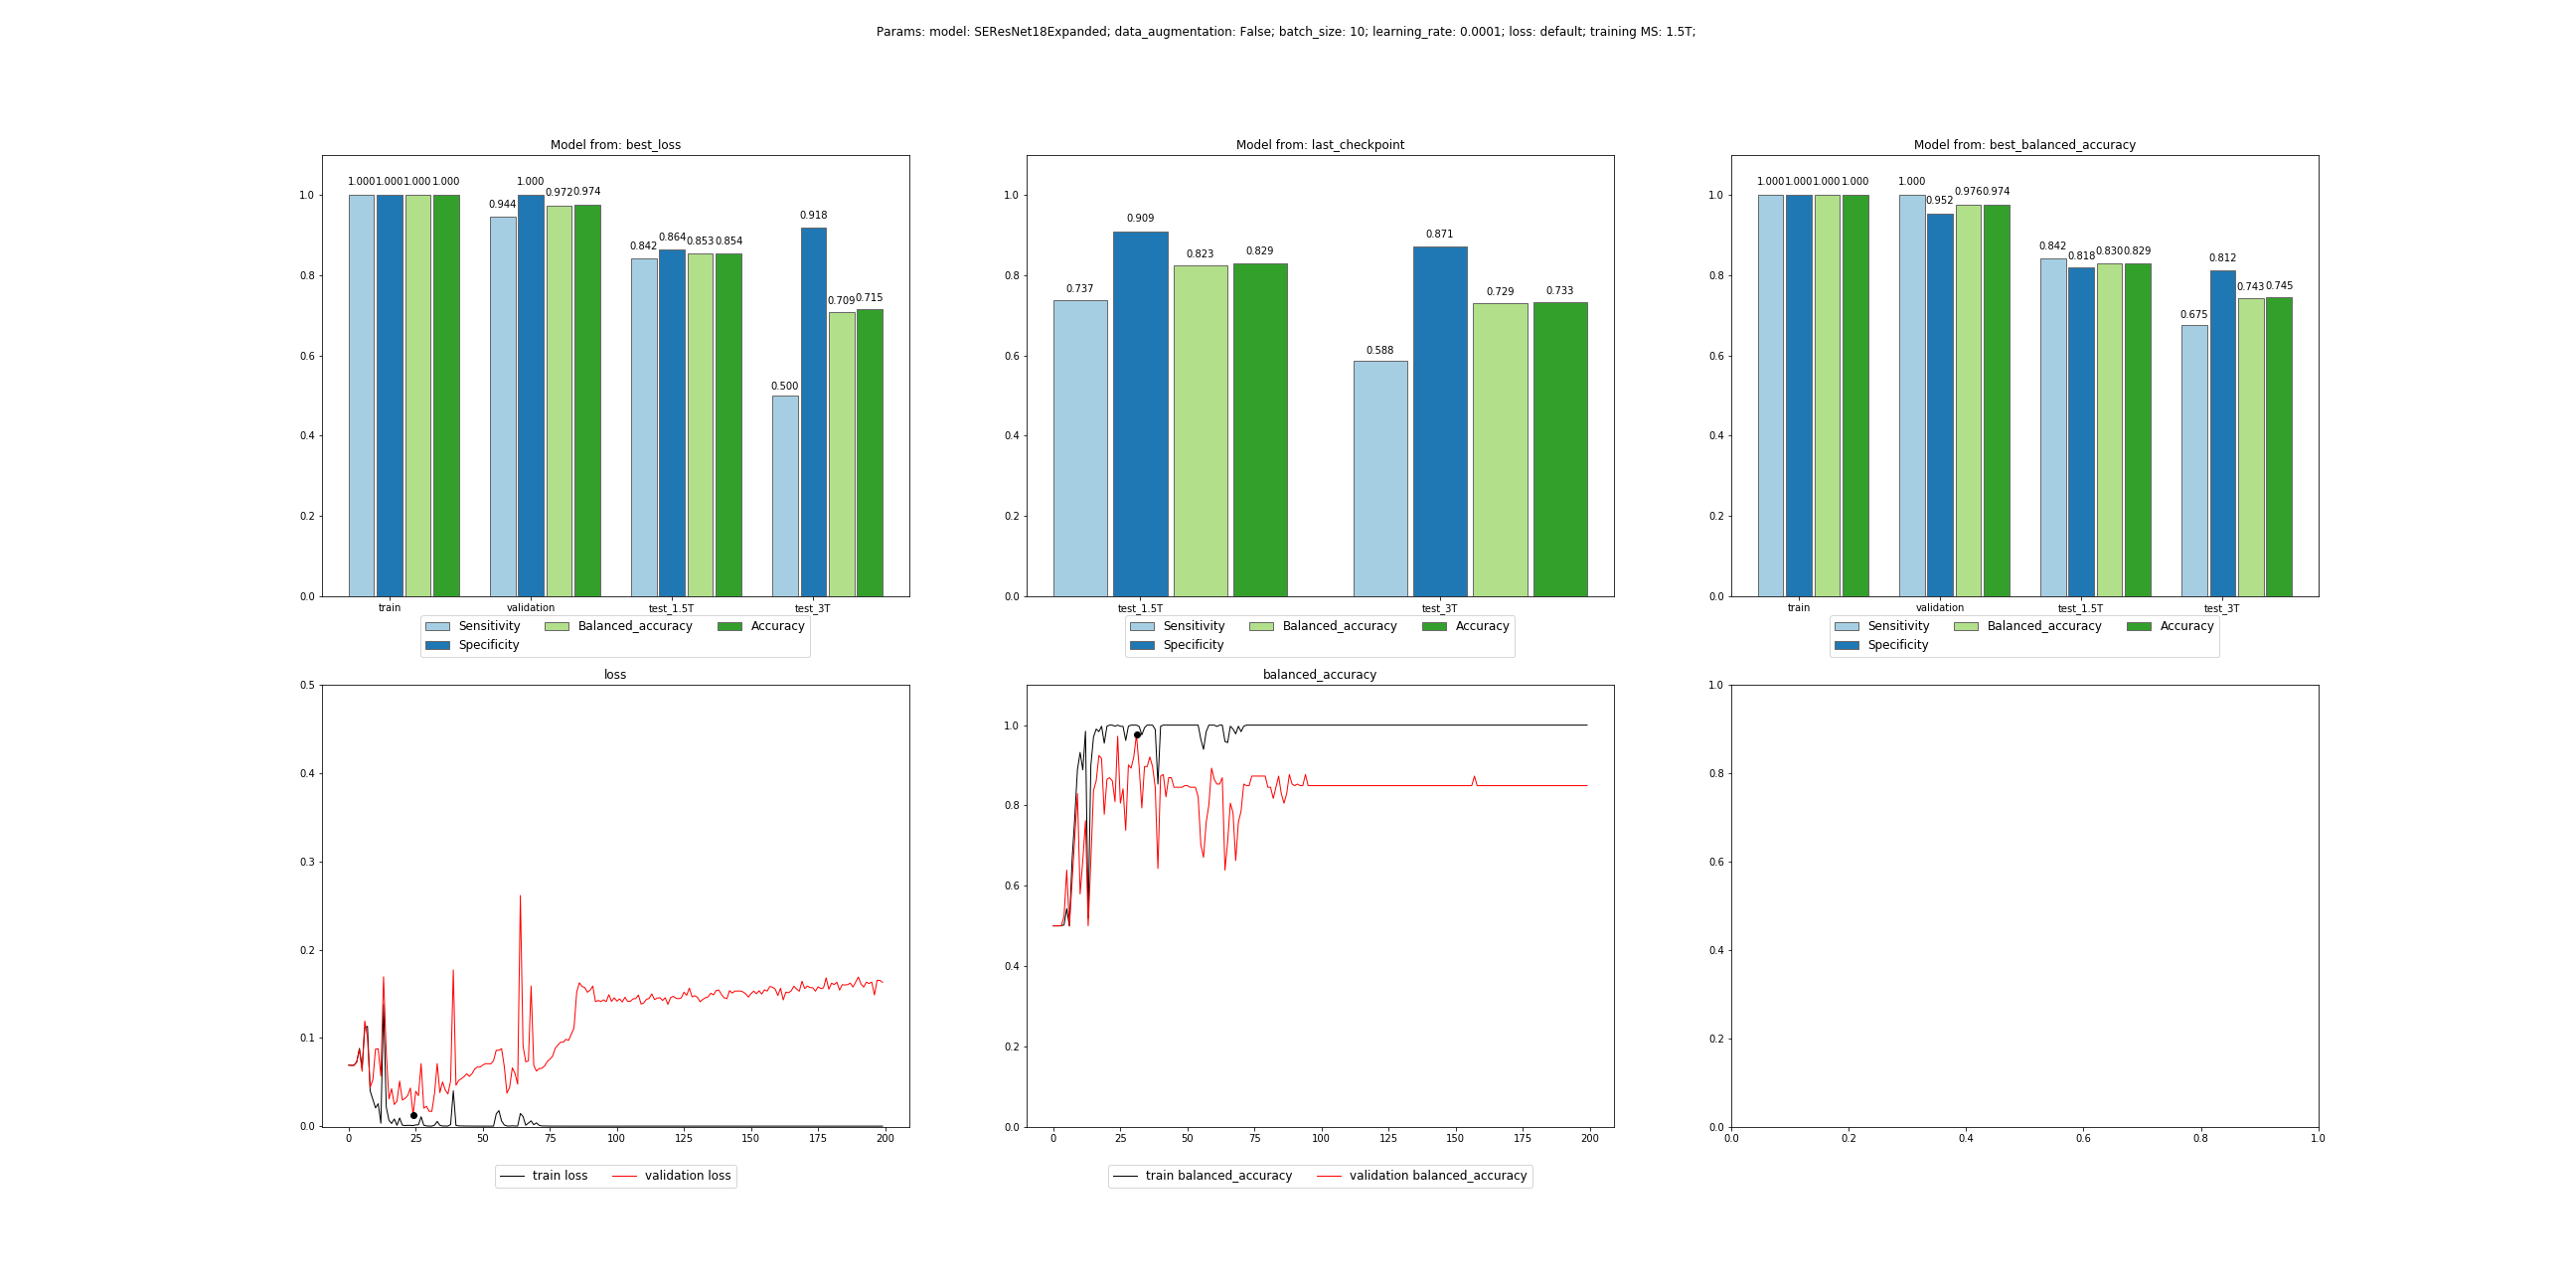 Params: model: SEResNet18Expanded; data_augmentation: False; batch_size: 10; learning_rate: 0.0001; loss: default; training MS: 1.5T;
Model from: best_loss
1.000 1.000 1.000 1.000
0.944 1.000 0.972 0.974
0.842 0.864 0.853 0.854
0.500 0.918 0.709 0.715
1.0
0.8
0.6
0.4
0.2
0.0
train validation test_1.5T test_3T
Sensitivity Balanced_accuracy Accuracy
Specificity
Model from: last_checkpoint
0.737 0.909 0.823 0.829
0.588 0.871 0.729 0.733
1.0
0.8
0.6
0.4
0.2
0.0
test_1.5T test_3T
Sensitivity Balanced_accuracy Accuracy
Specificity
Model from: best_balanced_accuracy
1.000 1.000 1.000 1.000
1.000 0.952 0.976 0.974
0.842 0.818 0.830 0.829
0.675 0.812 0.743 0.745
1.0
0.8
0.6
0.4
0.2
0.0
train validation test_1.5T test_3T
Sensitivity Balanced_accuracy Accuracy
Specificity
loss
0.5
0.4
0.3
0.2
0.1
0.0
0 25 50 75 100 125 150 175 200
train loss validation loss
balanced_accuracy
1.0
0.8
0.6
0.4
0.2
0.0
0 25 50 75 100 125 150 175 200
train balanced_accuracy validation balanced_accuracy
1.0
0.8
0.6
0.4
0.2
0.0
0.0 0.2 0.4 0.6 0.8 1.0